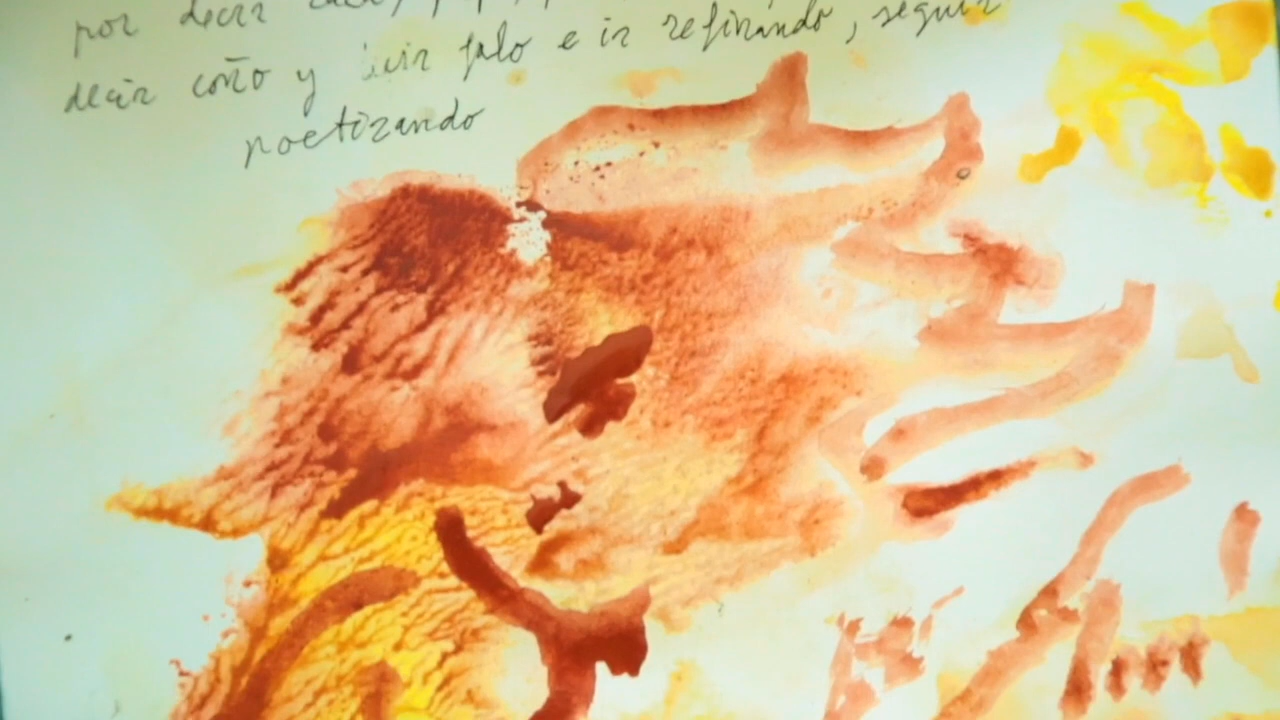 por decir
decir coño y decir falo e ir refinando, seguir
poetizando